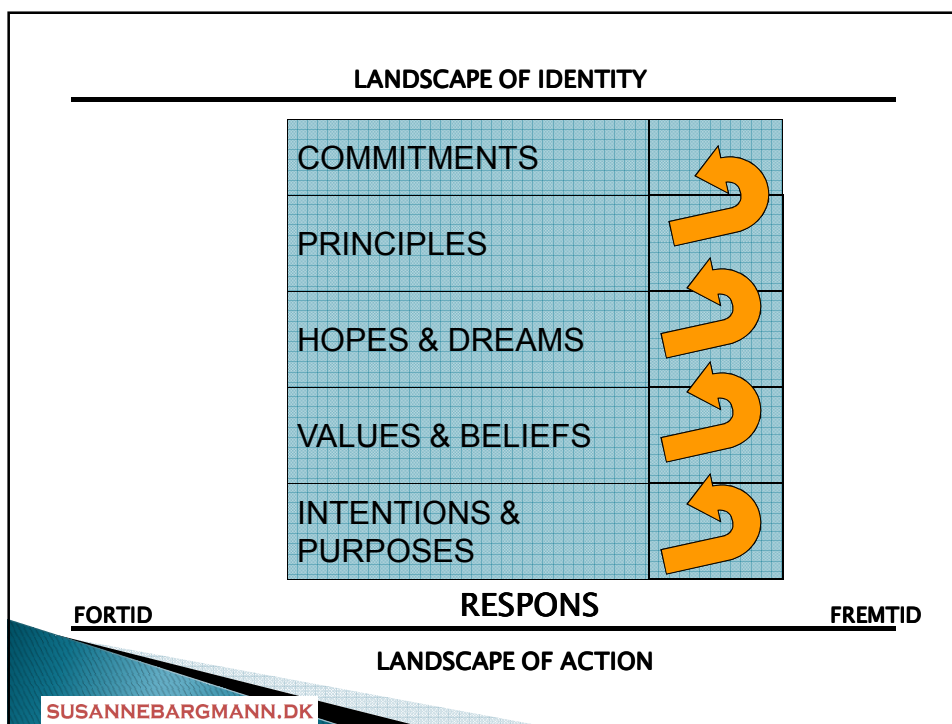 LANDSCAPE OF IDENTITY
COMMITMENTS
PRINCIPLES
HOPES & DREAMS
VALUES & BELIEFS
INTENTIONS &
PURPOSES
FORTID
RESPONS
FREMTID
LANDSCAPE OF ACTION
SUSANNEBARGMANN.DK